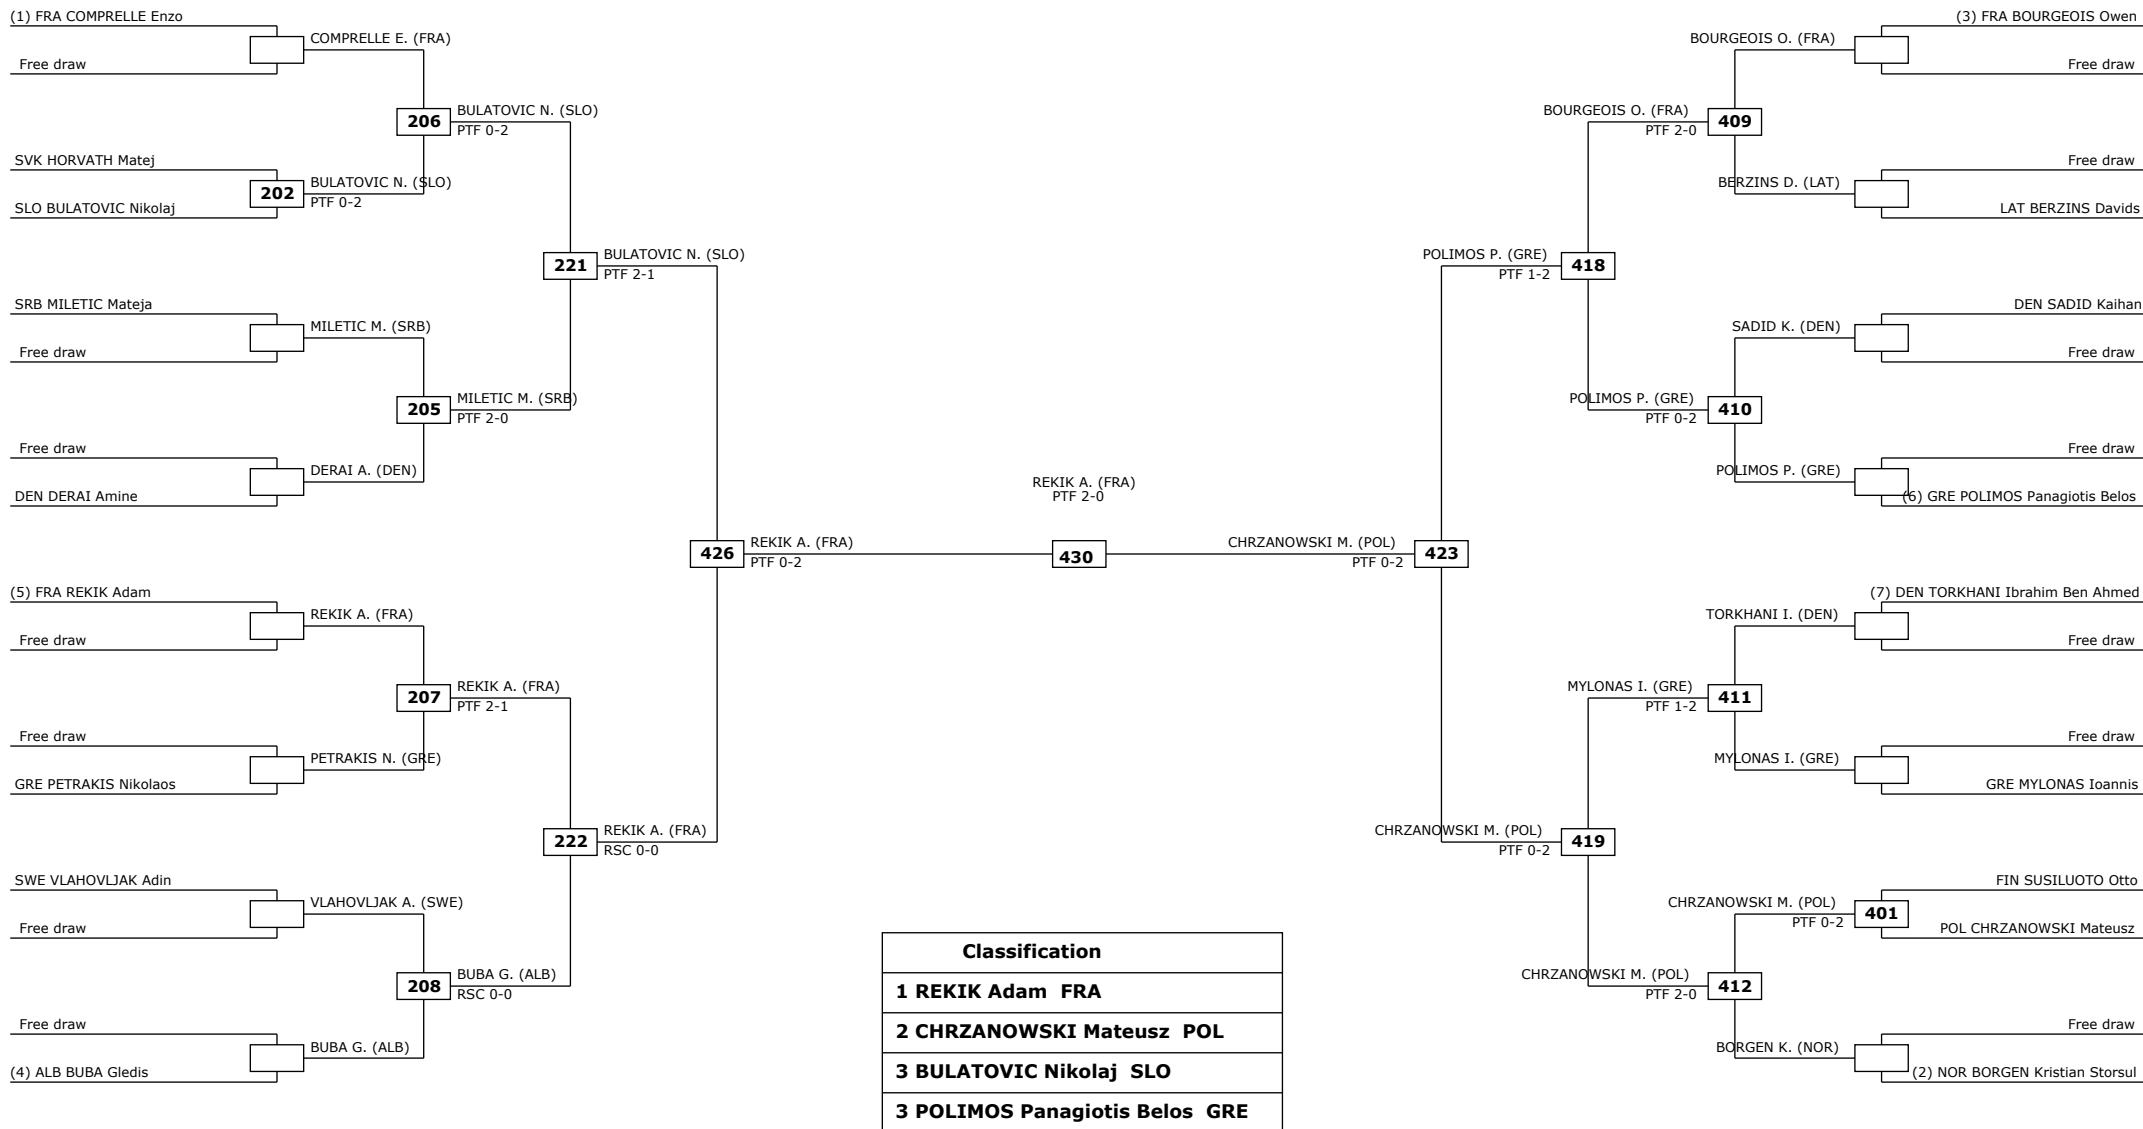 (1) FRA COMPRELLE Enzo
COMPRELLE E. (FRA)
Free draw
206
BULATOVIC N. (SLO)
PTF 0-2
SVK HORVATH Matej
202
BULATOVIC N. (SLO)
PTF 0-2
SLO BULATOVIC Nikolaj
221
BULATOVIC N. (SLO)
PTF 2-1
SRB MILETIC Mateja
MILETIC M. (SRB)
Free draw
205
MILETIC M. (SRB)
PTF 2-0
Free draw
DERAI A. (DEN)
DEN DERAI Amine
426
REKIK A. (FRA)
PTF 0-2
(5) FRA REKIK Adam
REKIK A. (FRA)
Free draw
207
REKIK A. (FRA)
PTF 2-1
Free draw
PETRAKIS N. (GRE)
GRE PETRAKIS Nikolaos
222
REKIK A. (FRA)
RSC 0-0
SWE VLAHOVLJAK Adin
VLAHOVLJAK A. (SWE)
Free draw
208
BUBA G. (ALB)
RSC 0-0
Free draw
BUBA G. (ALB)
(4) ALB BUBA Gledis
REKIK A. (FRA)
PTF 2-0
430
(3) FRA BOURGEOIS Owen
BOURGEOIS O. (FRA)
Free draw
BOURGEOIS O. (FRA)
PTF 2-0
409
Free draw
BERZINS D. (LAT)
LAT BERZINS Davids
POLIMOS P. (GRE)
PTF 1-2
418
DEN SADID Kaihan
SADID K. (DEN)
Free draw
POLIMOS P. (GRE)
PTF 0-2
410
Free draw
POLIMOS P. (GRE)
(6) GRE POLIMOS Panagiotis Belos
CHRZANOWSKI M. (POL)
PTF 0-2
423
(7) DEN TORKHANI Ibrahim Ben Ahmed
TORKHANI I. (DEN)
Free draw
MYLONAS I. (GRE)
PTF 1-2
411
Free draw
MYLONAS I. (GRE)
GRE MYLONAS Ioannis
CHRZANOWSKI M. (POL)
PTF 0-2
419
FIN SUSILUOTO Otto
CHRZANOWSKI M. (POL)
PTF 0-2
401
POL CHRZANOWSKI Mateusz
CHRZANOWSKI M. (POL)
PTF 2-0
412
Free draw
BORGEN K. (NOR)
(2) NOR BORGEN Kristian Storsul
Classification
1 REKIK Adam FRA
2 CHRZANOWSKI Mateusz POL
3 BULATOVIC Nikolaj SLO
3 POLIMOS Panagiotis Belos GRE